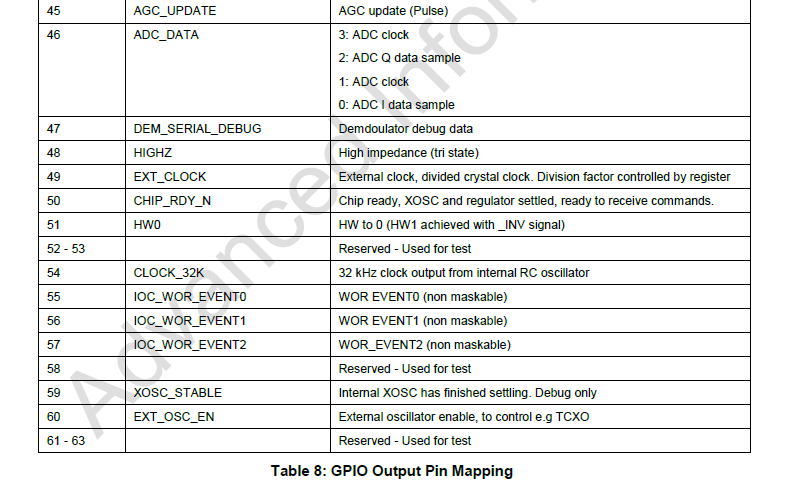 45 AGC_UPDATE AGC update (Pulse)
46 ADC_DATA 3: ADC clock
2: ADC Q data sample
1: ADC clock
0: ADC I data sample
47 DEM_SERIAL_DEBUG Demdoulator debug data
48 HIGHZ High impedance (tri state)
49 EXT_CLOCK External clock, divided crystal clock. Division factor controlled by register
50 CHIP_RDY_N Chip ready, XOSC and regulator settled, ready to receive commands.
51 HW0 HW to 0 (HW1 achieved with _INV signal)
52 - 53 Reserved - Used for test
54 CLOCK_32K 32 kHz clock output from internal RC oscillator
55 IOC_WOR_EVENT0 WOR EVENT0 (non maskable)
56 IOC_WOR_EVENT1 WOR EVENT1 (non maskable)
57 IOC_WOR_EVENT2 WOR_EVENT2 (non maskable)
58 Reserved - Used for test
59 XOSC_STABLE Internal XOSC has finished settling. Debug only
60 EXT_OSC_EN External oscillator enable, to control e.g TCXO
61 - 63 Reserved - Used for test
Table 8: GPIO Output Pin Mapping
Advanced